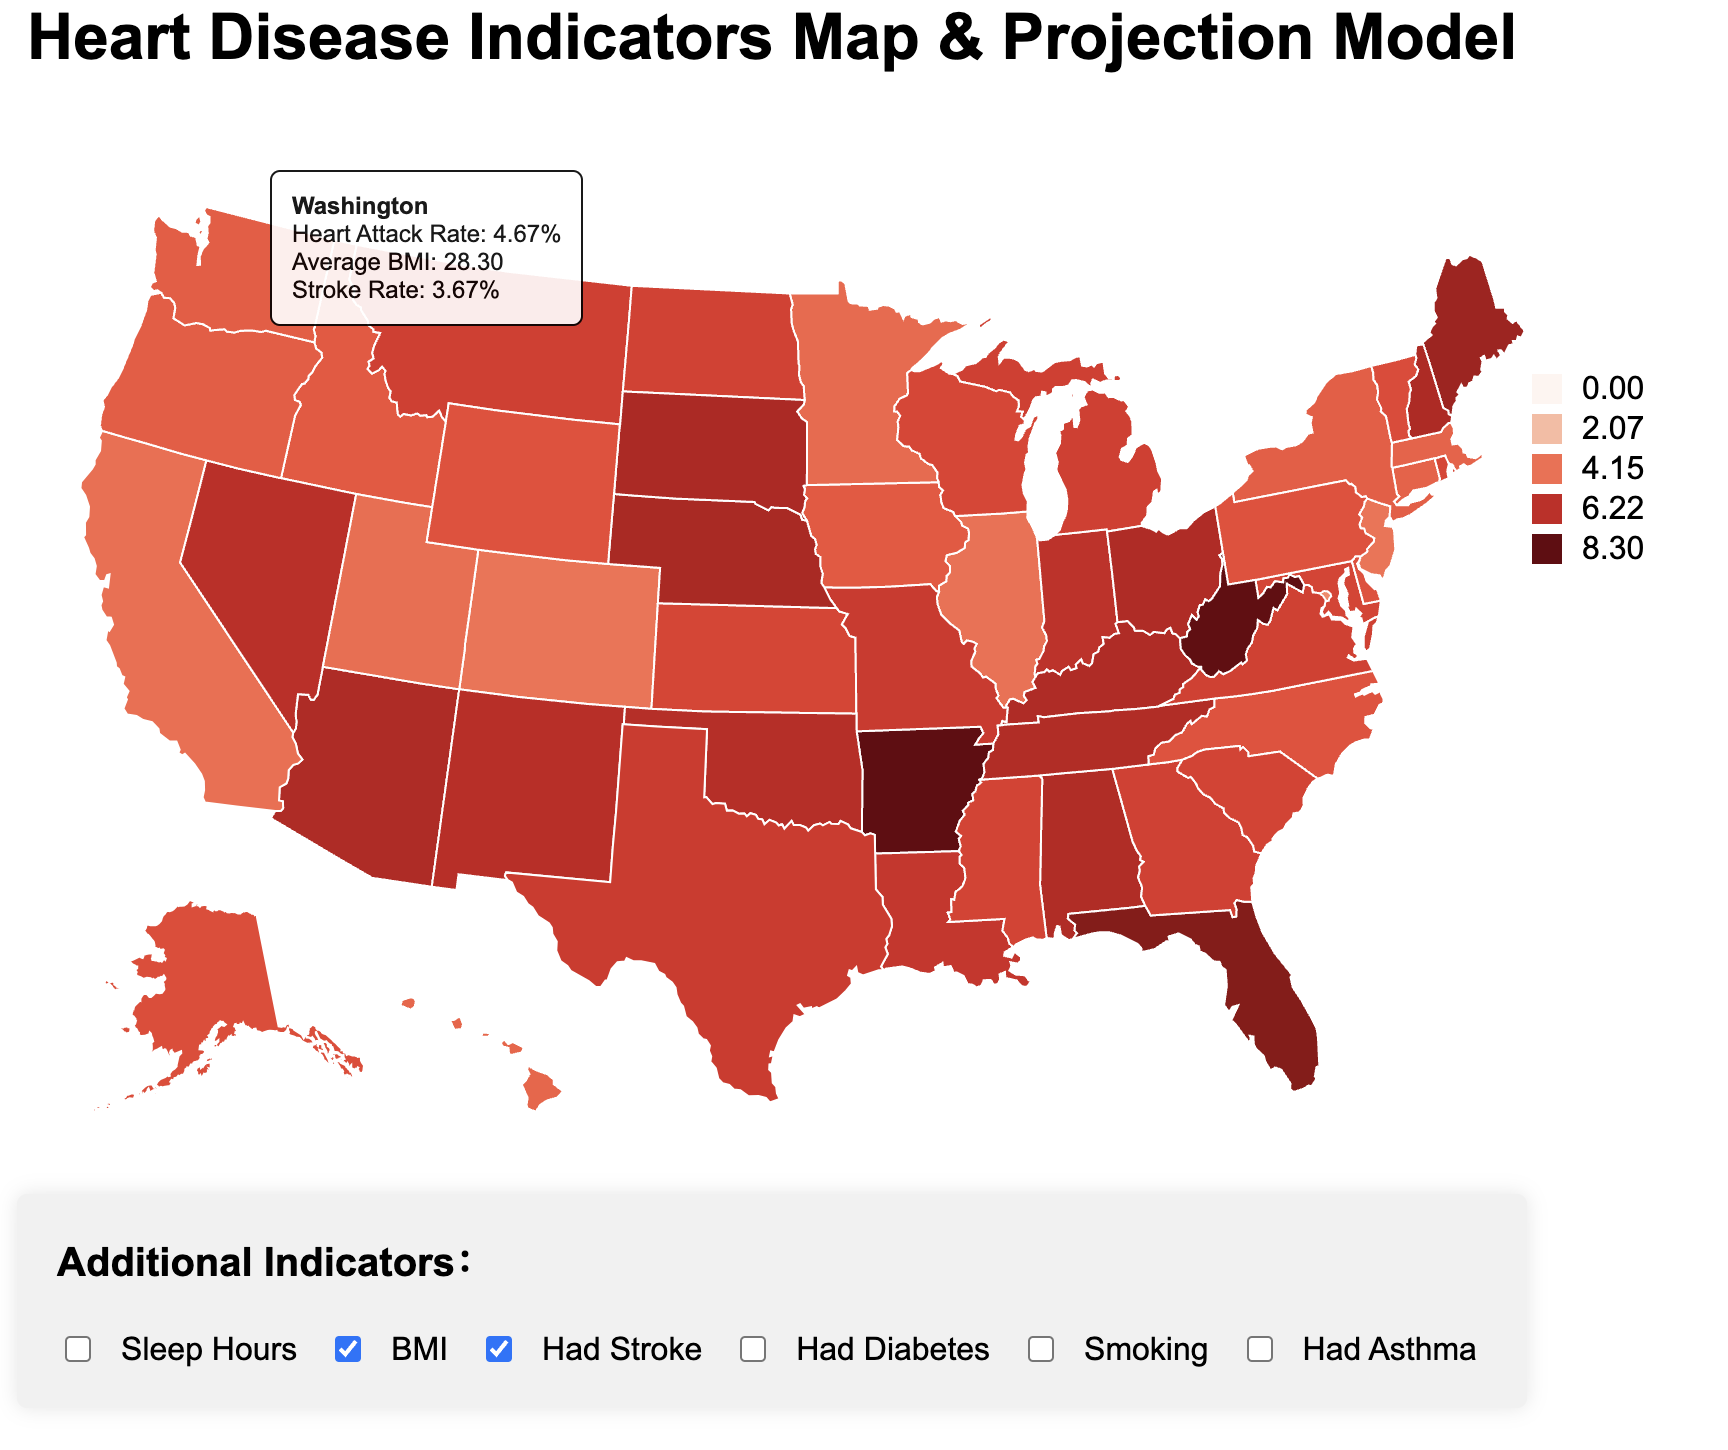 Heart Disease Indicators Map & Projection Model
Washington
Heart Attack Rate: 4.67%
Average BMI: 28.30
Stroke Rate: 3.67%
0.00
2.07
4.15
6.22
8.30
Additional Indicators:
Sleep Hours BMI Had Stroke Had Diabetes Smoking Had Asthma